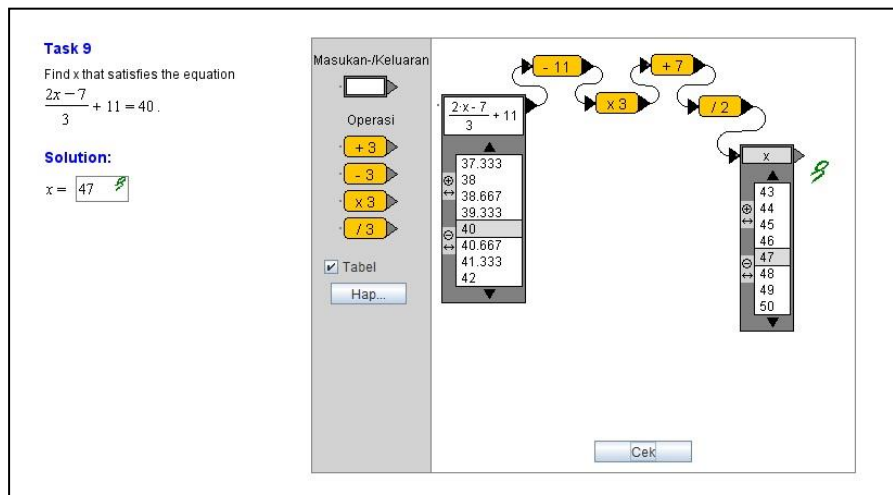 Task 9
Find x that satisfies the equation
(2x − 7)/3 + 11 = 40 .
Solution:
x = 47
Masukan-/Keluaran
Operasi
+ 3
- 3
x 3
/ 3
Tabel
Hap...
(2·x - 7)/3 + 11
37.333
38
38.667
39.333
40
40.667
41.333
42
- 11
x 3
+ 7
/ 2
x
43
44
45
46
47
48
49
50
Cek